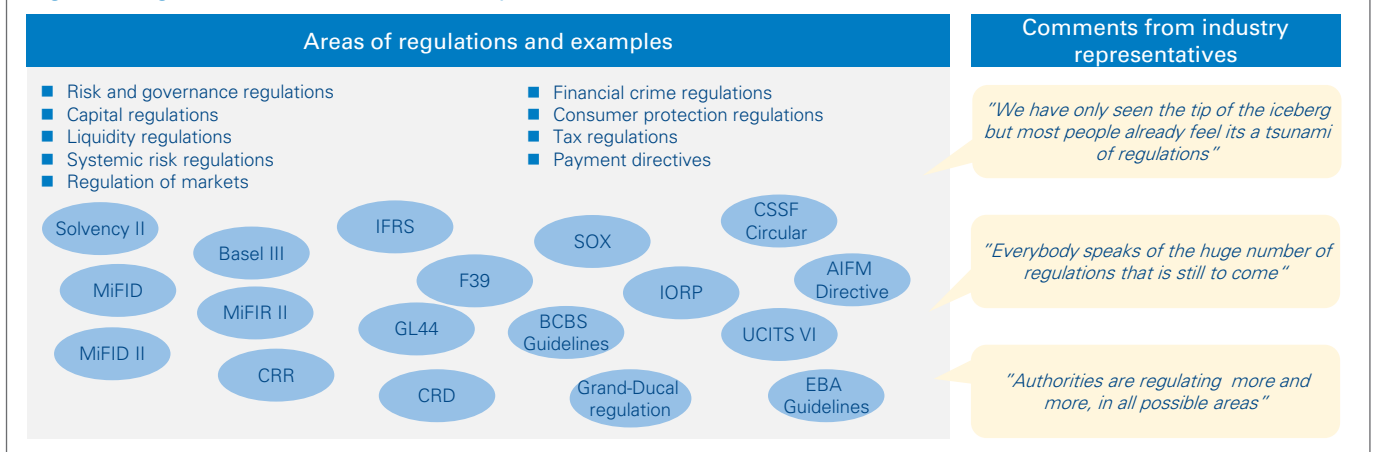 Areas of regulations and examples
Risk and governance regulations
Capital regulations
Liquidity regulations
Systemic risk regulations
Regulation of markets
Financial crime regulations
Consumer protection regulations
Tax regulations
Payment directives
Solvency II
Basel III
IFRS
SOX
CSSF
Circular
MiFID
MiFIR II
F39
IORP
AIFM
Directive
MiFID II
GL44
BCBS
Guidelines
UCITS VI
CRR
CRD
Grand-Ducal
regulation
EBA
Guidelines
Comments from industry
representatives
"We have only seen the tip of the iceberg
but most people already feel its a tsunami
of regulations"
"Everybody speaks of the huge number of
regulations that is still to come"
"Authorities are regulating more and
more, in all possible areas"